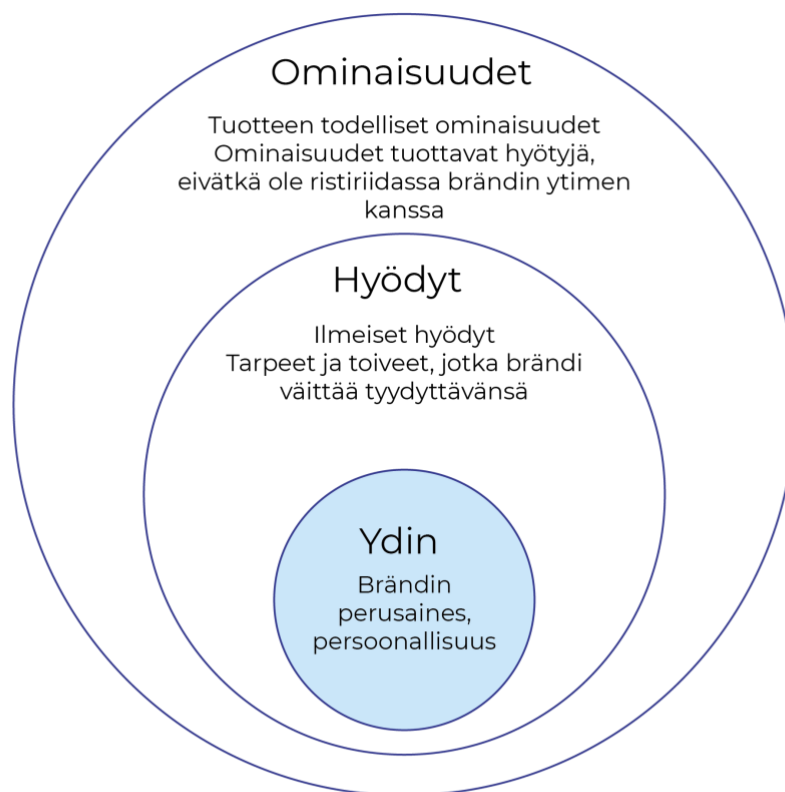 Ominaisuudet
Tuotteen todelliset ominaisuudet
Ominaisuudet tuottavat hyötyjä,
eivätkä ole ristiriidassa brändin ytimen
kanssa
Hyödyt
Ilmeiset hyödyt
Tarpeet ja toiveet, jotka brändi
väittää tyydyttävänsä
Ydin
Brändin
perusaines,
persoonallisuus